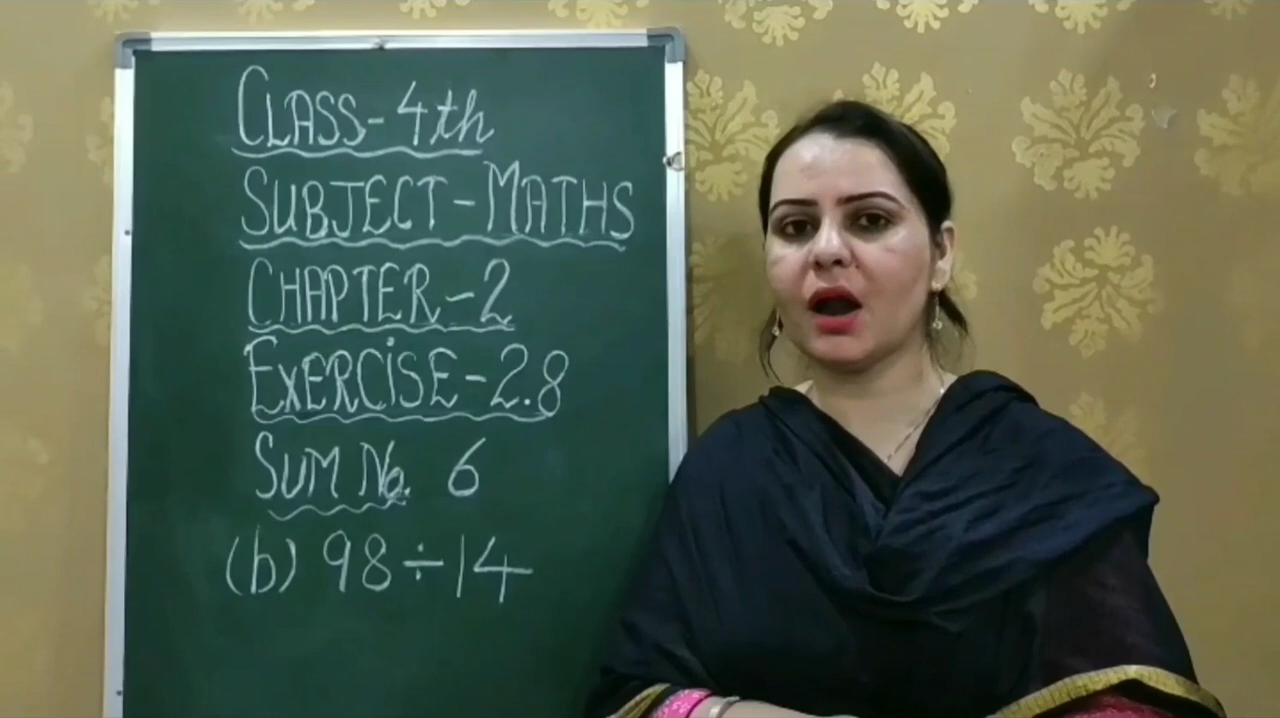 CLASS-4th
SUBJECT-MATHS
CHAPTER-2
EXERCiSE-2.8
SUM No. 6
(b) 98÷14